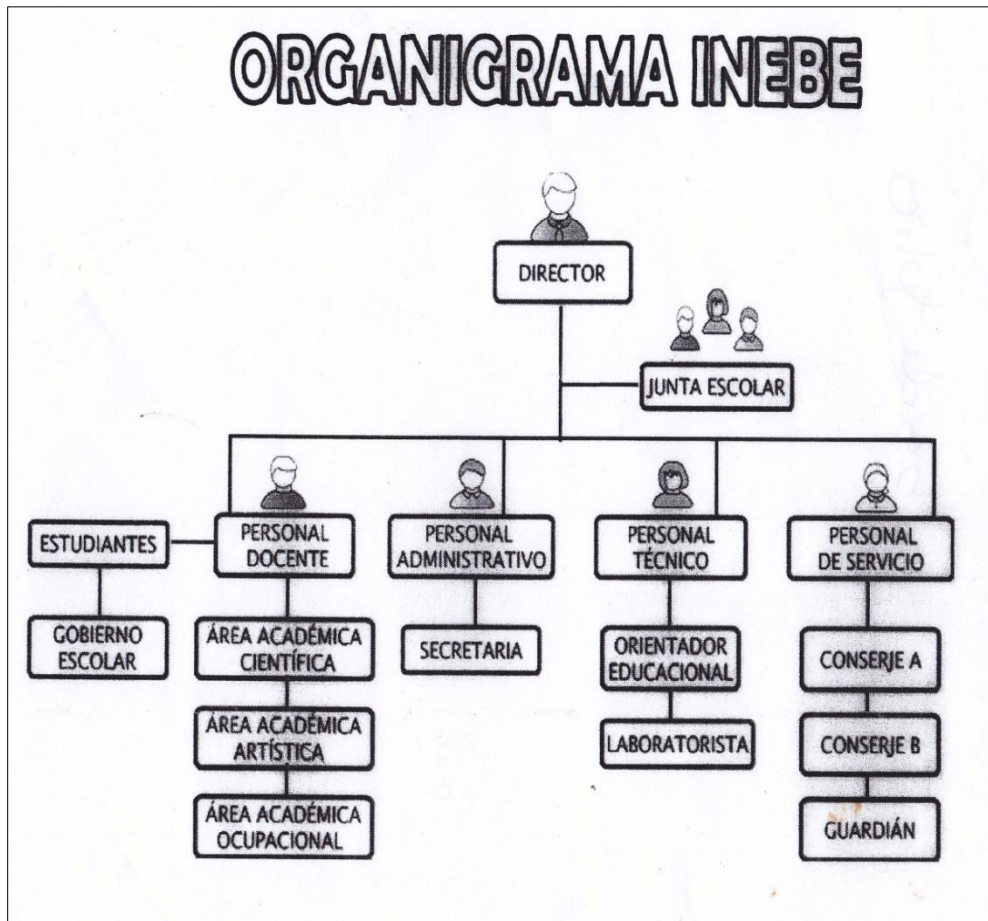 ORGANIGRAMA INEBE
DIRECTOR
JUNTA ESCOLAR
ESTUDIANTES
PERSONAL
DOCENTE
PERSONAL
ADMINISTRATIVO
PERSONAL
TÉCNICO
PERSONAL
DE SERVICIO
GOBIERNO
ESCOLAR
ÁREA ACADÉMICA
CIENTÍFICA
SECRETARIA
ORIENTADOR
EDUCACIONAL
CONSERJE A
ÁREA ACADÉMICA
ARTÍSTICA
LABORATORISTA
CONSERJE B
ÁREA ACADÉMICA
OCUPACIONAL
GUARDIÁN